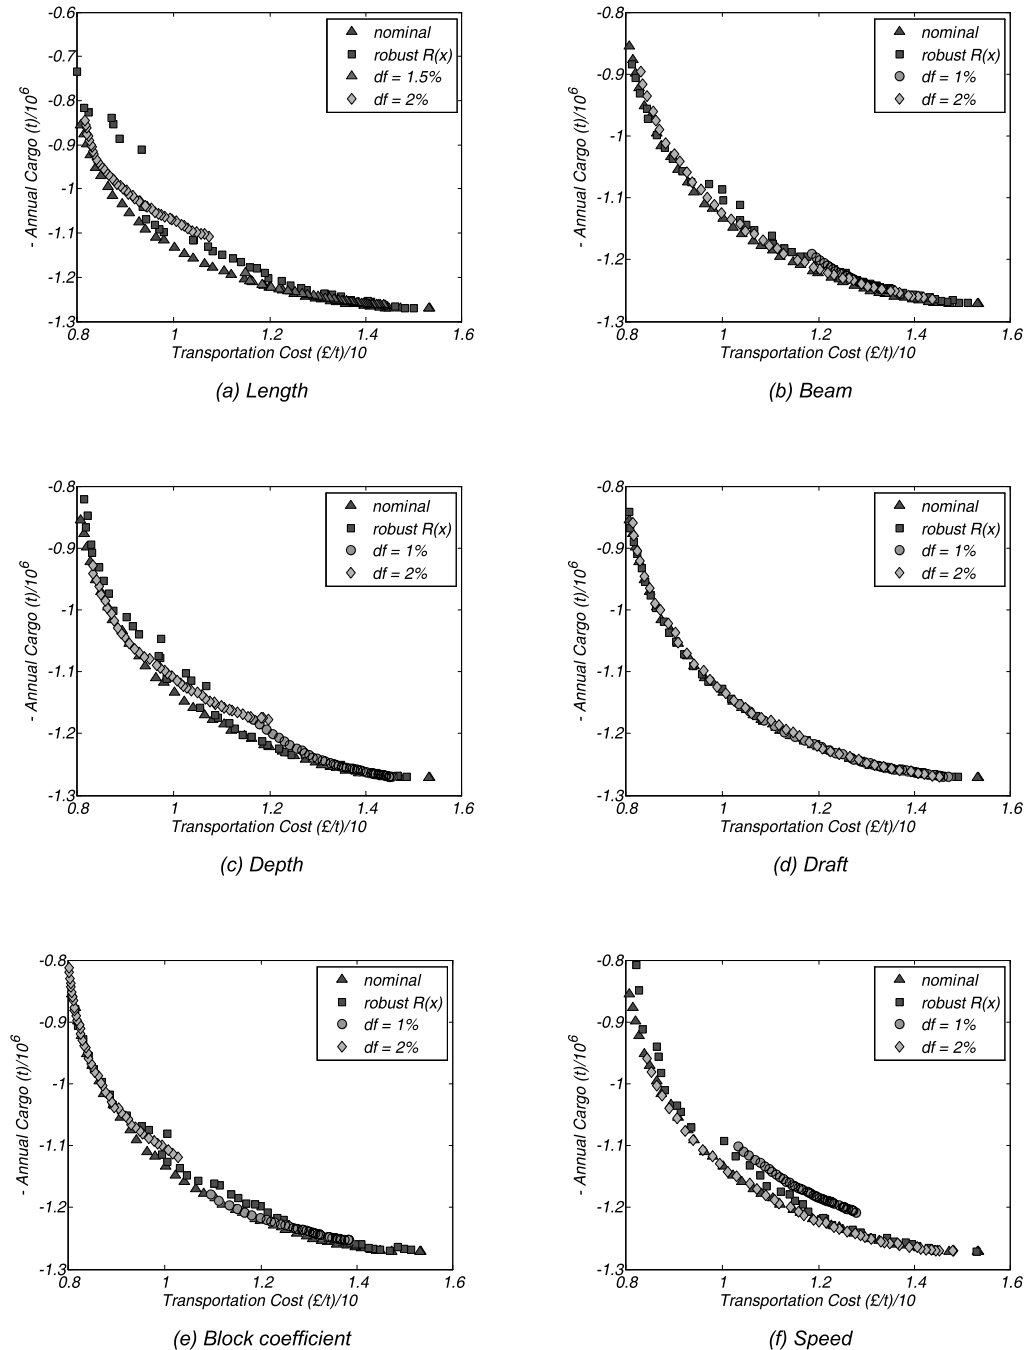 -0.6
-0.7
-0.8
-0.9
-1
-1.1
-1.2
-1.3
- Annual Cargo (t)/10^6
nominal
robust R(x)
df = 1.5%
df = 2%
0.8 1 1.2 1.4 1.6
Transportation Cost (£/t)/10
(a) Length
-0.8
-0.9
-1
-1.1
-1.2
-1.3
- Annual Cargo (t)/10^6
nominal
robust R(x)
df = 1%
df = 2%
0.8 1 1.2 1.4 1.6
Transportation Cost (£/t)/10
(b) Beam
-0.8
-0.9
-1
-1.1
-1.2
-1.3
- Annual Cargo (t)/10^6
nominal
robust R(x)
df = 1%
df = 2%
0.8 1 1.2 1.4 1.6
Transportation Cost (£/t)/10
(c) Depth
-0.8
-0.9
-1
-1.1
-1.2
-1.3
- Annual Cargo (t)/10^6
nominal
robust R(x)
df = 1%
df = 2%
0.8 1 1.2 1.4 1.6
Transportation Cost (£/t)/10
(d) Draft
-0.8
-0.9
-1
-1.1
-1.2
-1.3
- Annual Cargo (t)/10^6
nominal
robust R(x)
df = 1%
df = 2%
0.8 1 1.2 1.4 1.6
Transportation Cost (£/t)/10
(e) Block coefficient
-0.8
-0.9
-1
-1.1
-1.2
-1.3
- Annual Cargo (t)/10^6
nominal
robust R(x)
df = 1%
df = 2%
0.8 1 1.2 1.4 1.6
Transportation Cost (£/t)/10
(f) Speed